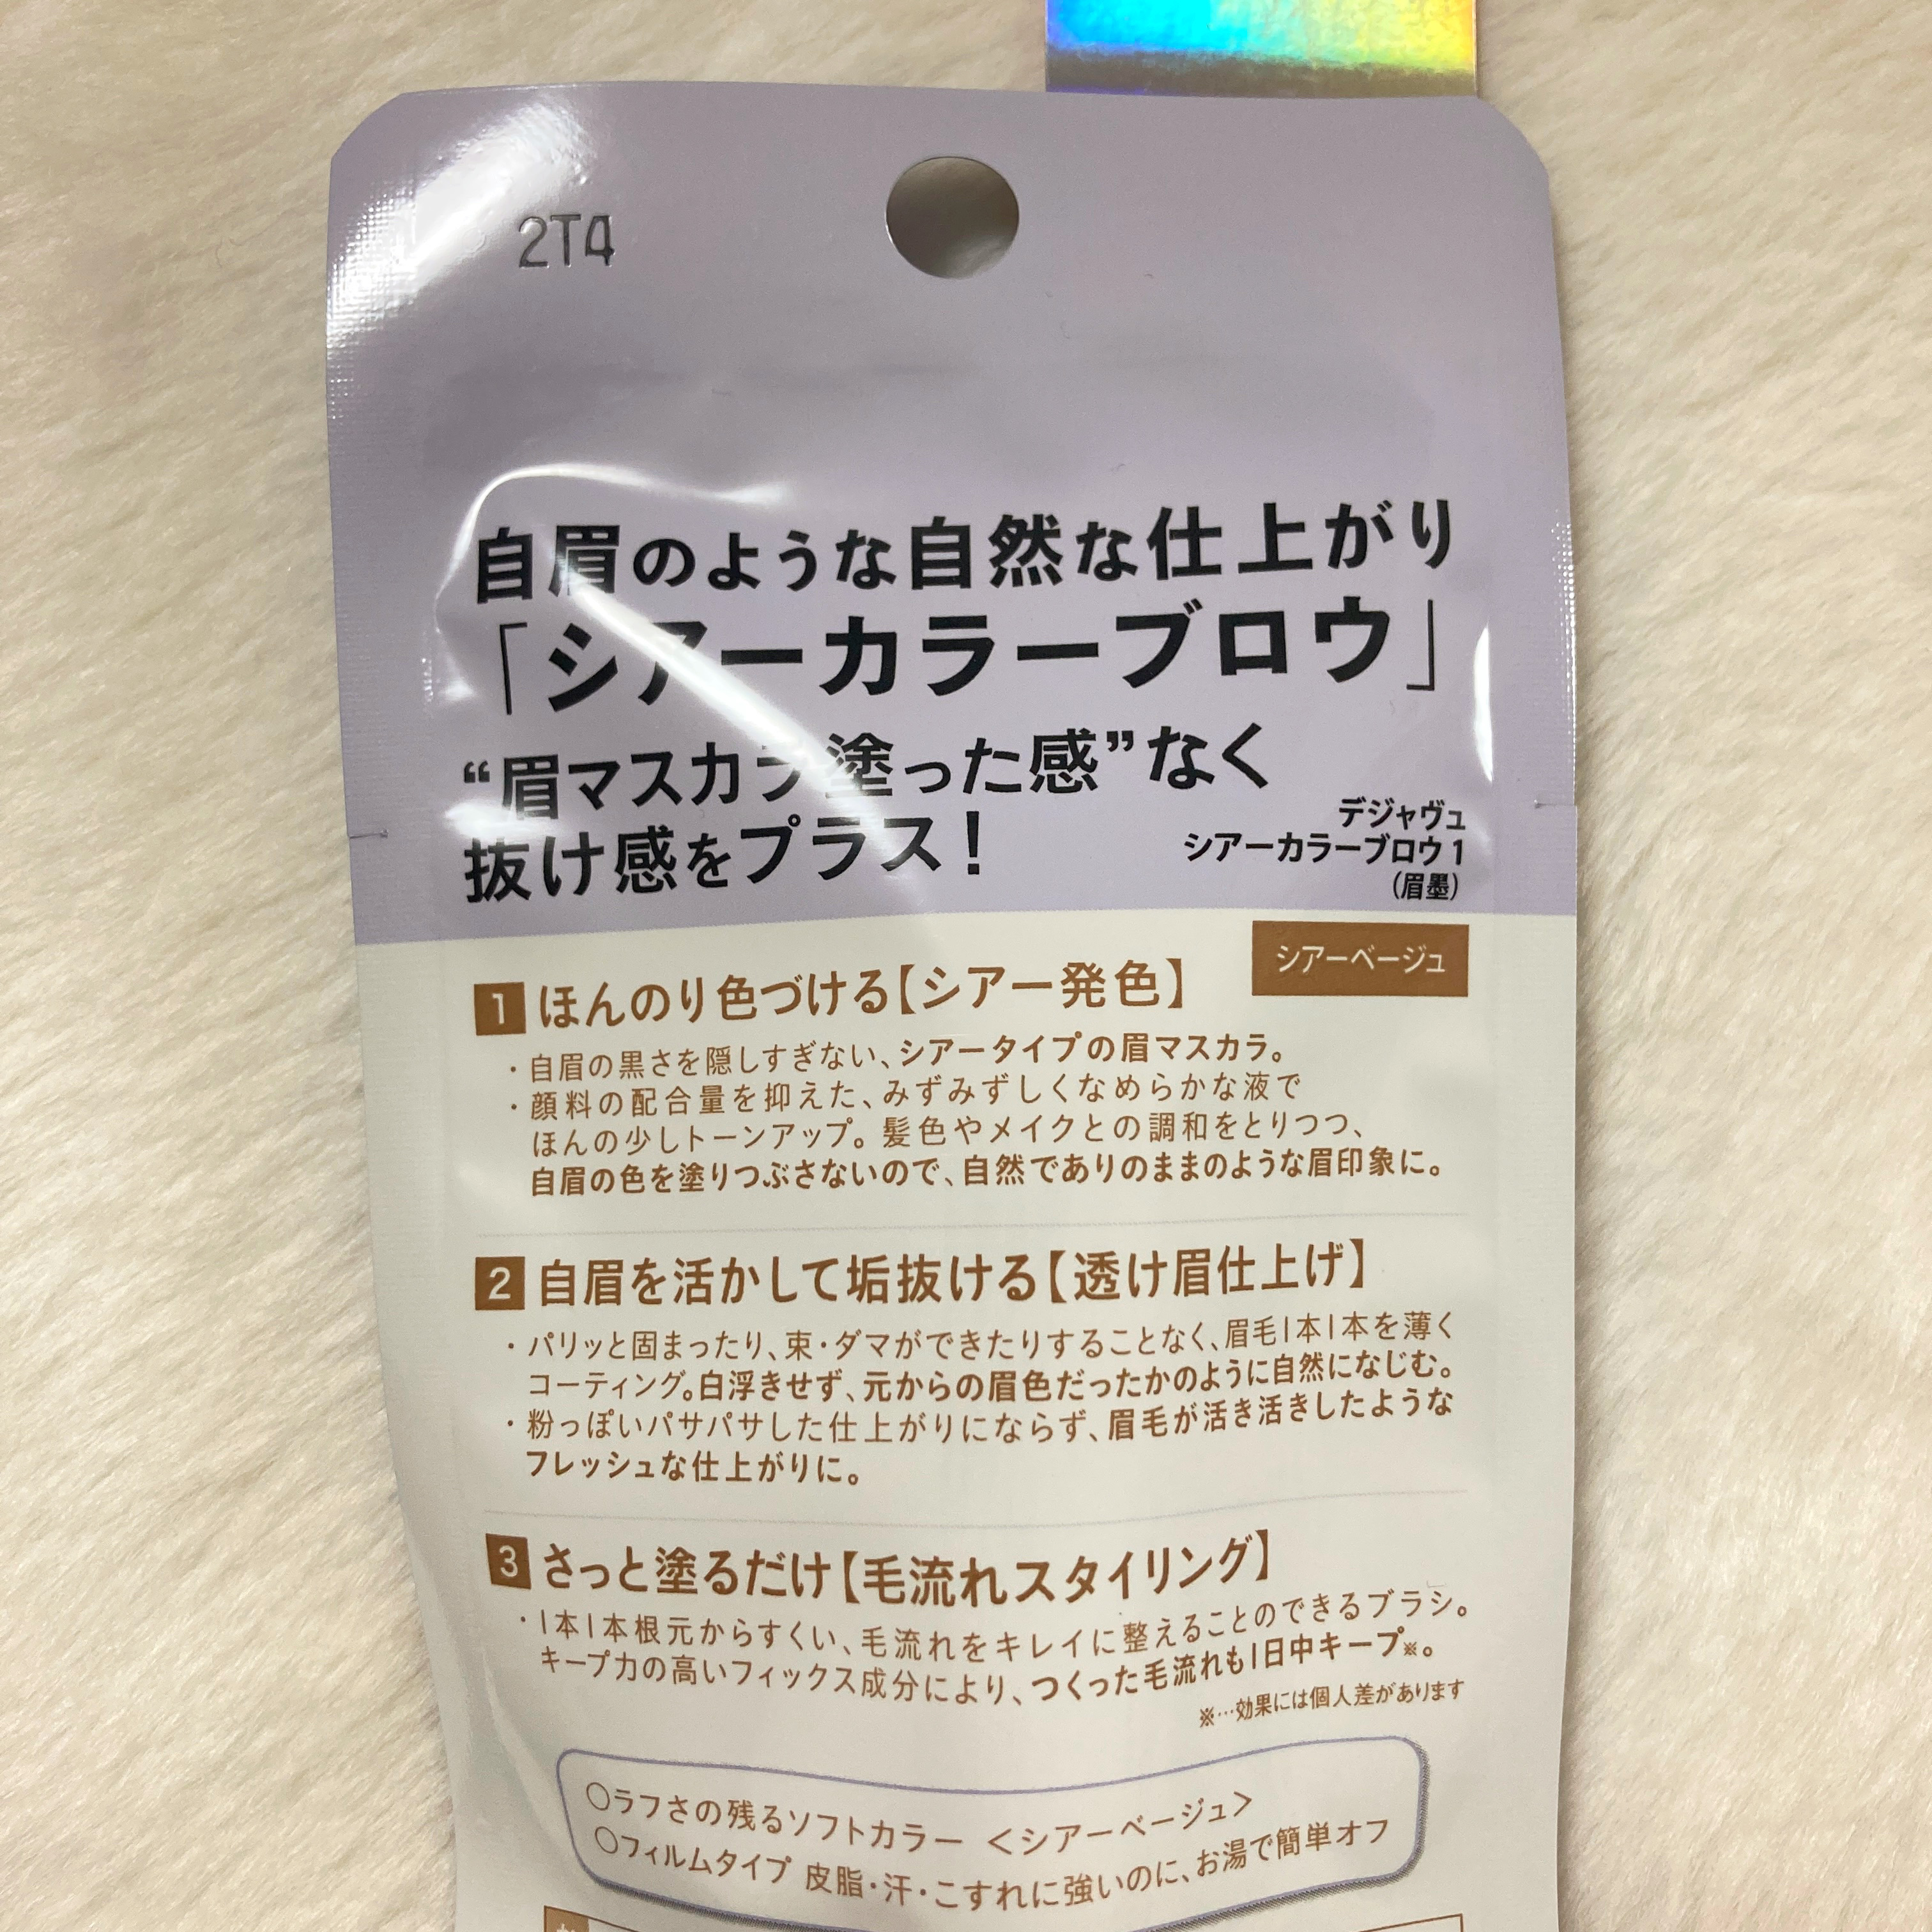 2T4
自眉のような自然な仕上がり
「シアーカラーブロウ」
“眉マスカラ塗った感”なく
抜け感をプラス！
デジャヴュ
シアーカラーブロウ1
(眉墨)
シアーベージュ
1 ほんのり色づける【シアー発色】
・自眉の黒さを隠しすぎない、シアータイプの眉マスカラ。
・顔料の配合量を抑えた、みずみずしくなめらかな液で
ほんの少しトーンアップ。髪色やメイクとの調和をとりつつ、
自眉の色を塗りつぶさないので、自然でありのままのような眉印象に。
2 自眉を活かして垢抜ける【透け眉仕上げ】
・パリッと固まったり、束・ダマができたりすることなく、眉毛1本1本を薄く
コーティング。白浮きせず、元からの眉色だったかのように自然になじむ。
・粉っぽいパサパサした仕上がりにならず、眉毛が活き活きしたような
フレッシュな仕上がりに。
3 さっと塗るだけ【毛流れスタイリング】
・1本1本根元からすくい、毛流れをキレイに整えることのできるブラシ。
キープ力の高いフィックス成分により、つくった毛流れも1日中キープ※。
※…効果には個人差があります
○ラフさの残るソフトカラー ＜シアーベージュ＞
○フィルムタイプ 皮脂・汗・こすれに強いのに、お湯で簡単オフ